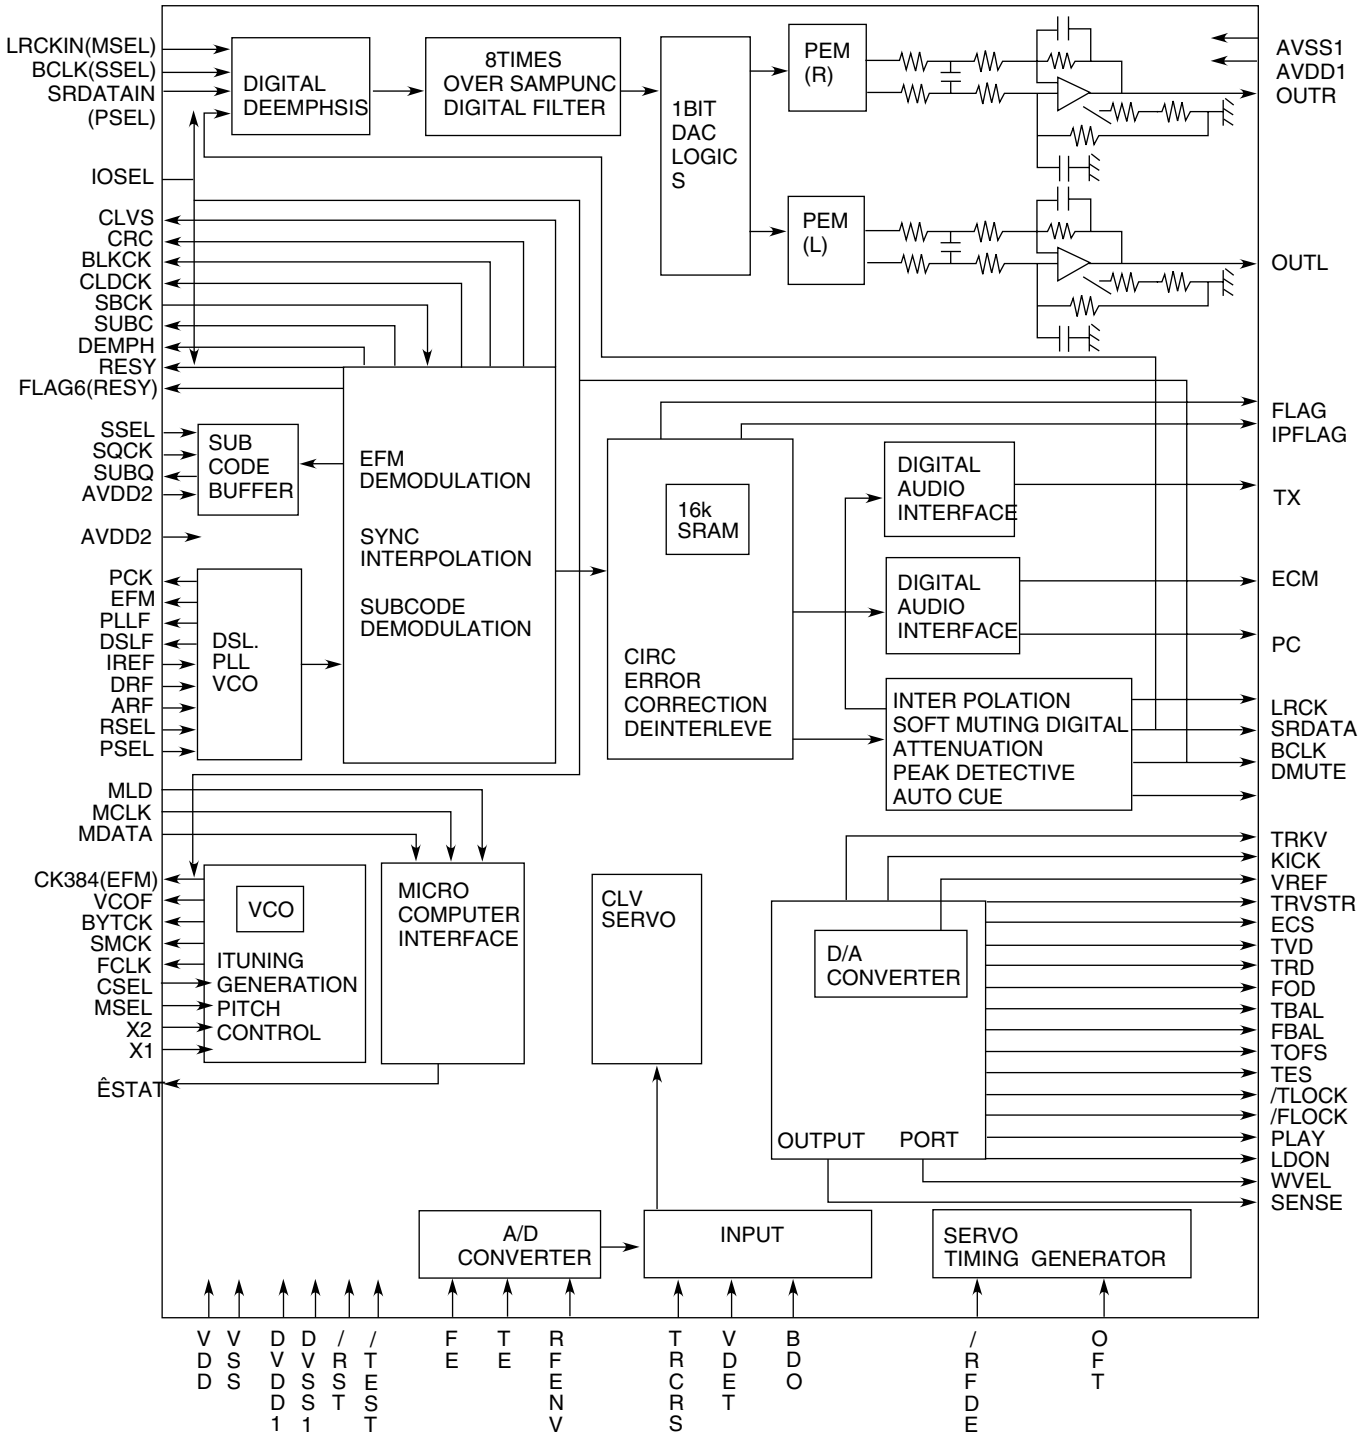 LRCKIN(MSEL)
BCLK(SSEL)
SRDATAIN
(PSEL)
IOSEL
CLVS
CRC
BLKCK
CLDCK
SBCK
SUBC
DEMPH
RESY
FLAG6(RESY)
SSEL
SQCK
SUBQ
AVDD2
AVDD2
PCK
EFM
PLLF
DSLF
IREF
DRF
ARF
RSEL
PSEL
MLD
MCLK
MDATA
CK384(EFM)
VCOF
BYTCK
SMCK
FCLK
CSEL
MSEL
X2
X1
ÊSTAT
DIGITAL
DEEMPHSIS
8TIMES
OVER SAMPUNC
DIGITAL FILTER
1BIT
DAC
LOGIC
S
PEM
(R)
PEM
(L)
SUB
CODE
BUFFER
EFM
DEMODULATION
SYNC
INTERPOLATION
SUBCODE
DEMODULATION
DSL.
PLL
VCO
16k
SRAM
CIRC
ERROR
CORRECTION
DEINTERLEVE
DIGITAL
AUDIO
INTERFACE
DIGITAL
AUDIO
INTERFACE
INTER POLATION
SOFT MUTING DIGITAL
ATTENUATION
PEAK DETECTIVE
AUTO CUE
VCO
ITUNING
GENERATION
PITCH
CONTROL
MICRO
COMPUTER
INTERFACE
CLV
SERVO
D/A
CONVERTER
OUTPUT PORT
A/D
CONVERTER
INPUT
SERVO
TIMING GENERATOR
AVSS1
AVDD1
OUTR
OUTL
FLAG
IPFLAG
TX
ECM
PC
LRCK
SRDATA
BCLK
DMUTE
TRKV
KICK
VREF
TRVSTR
ECS
TVD
TRD
FOD
TBAL
FBAL
TOFS
TES
/TLOCK
/FLOCK
PLAY
LDON
WVEL
SENSE
VDD
VSS
DVDD1
DVSS1
/RST
/TEST
FE
TE
RFENV
TRCRS
VDET
BDO
/RFDE
OFT